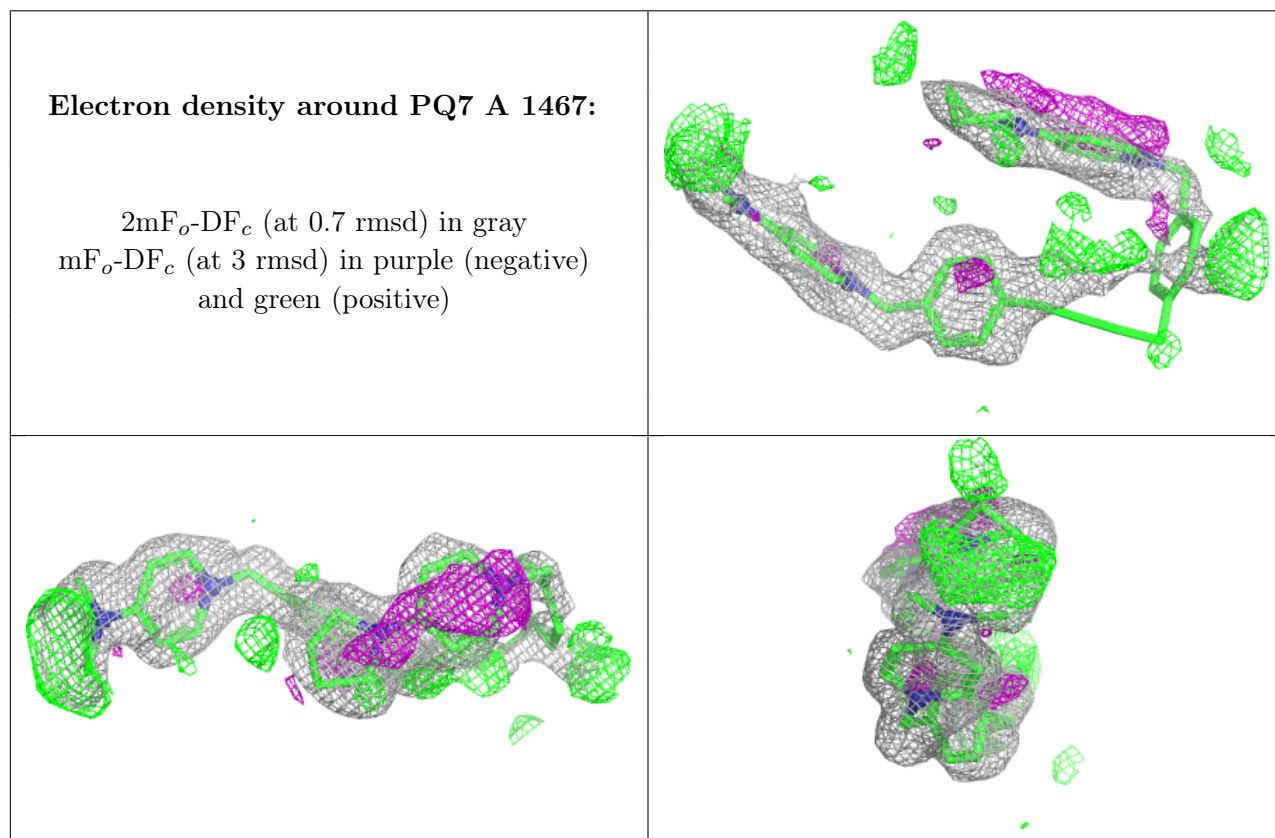 Electron density around PQ7 A 1467:
2mFo-DFc (at 0.7 rmsd) in gray
mFo-DFc (at 3 rmsd) in purple (negative)
and green (positive)